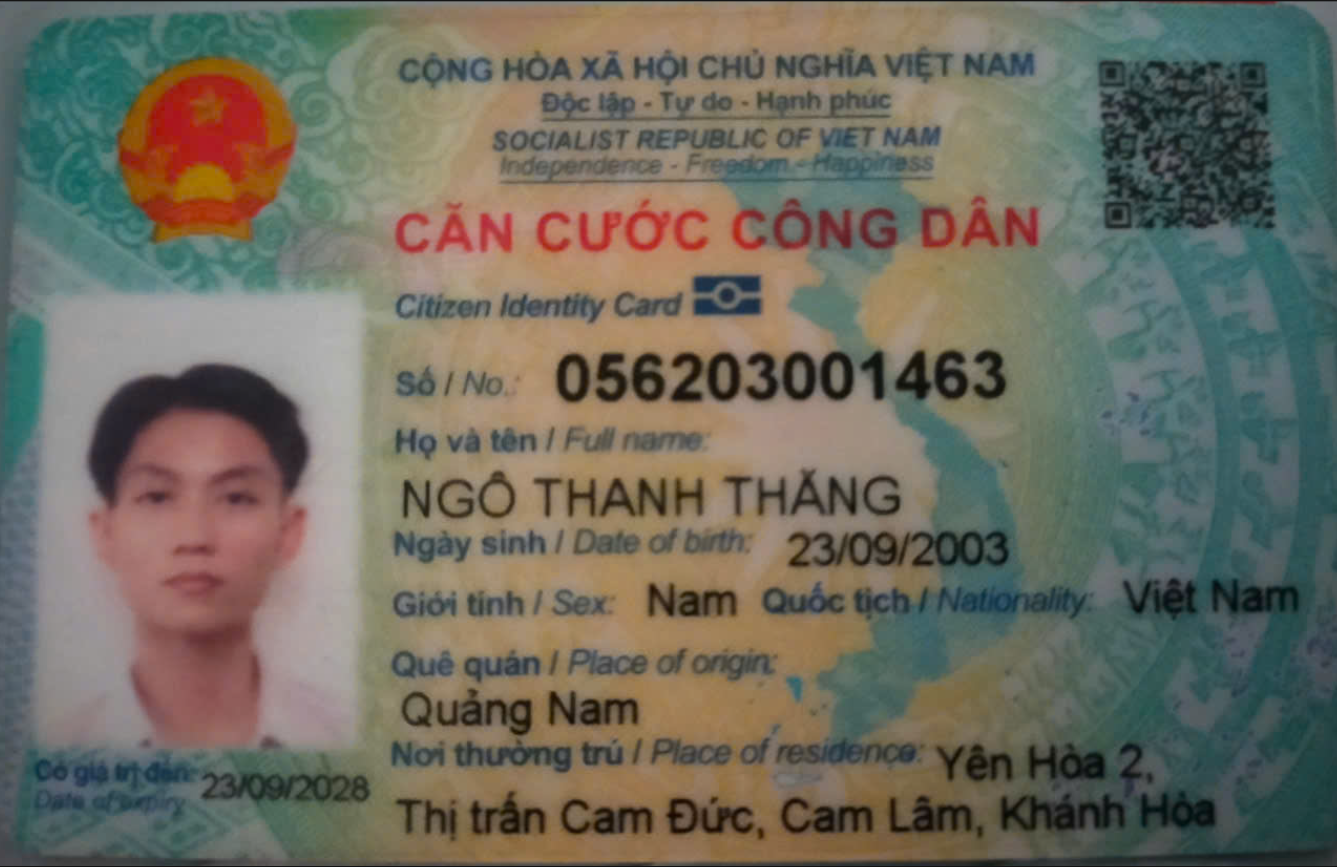 CỘNG HÒA XÃ HỘI CHỦ NGHĨA VIỆT NAM
Độc lập - Tự do - Hạnh phúc
SOCIALIST REPUBLIC OF VIET NAM
Independence - Freedom - Happiness
CĂN CƯỚC CÔNG DÂN
Citizen Identity Card
Số / No.: 056203001463
Họ và tên / Full name:
NGÔ THANH THĂNG
Ngày sinh / Date of birth: 23/09/2003
Giới tính / Sex: Nam Quốc tịch / Nationality: Việt Nam
Quê quán / Place of origin:
Quảng Nam
Nơi thường trú / Place of residence: Yên Hòa 2,
Thị trấn Cam Đức, Cam Lâm, Khánh Hòa
Có giá trị đến: 23/09/2028
Date of expiry